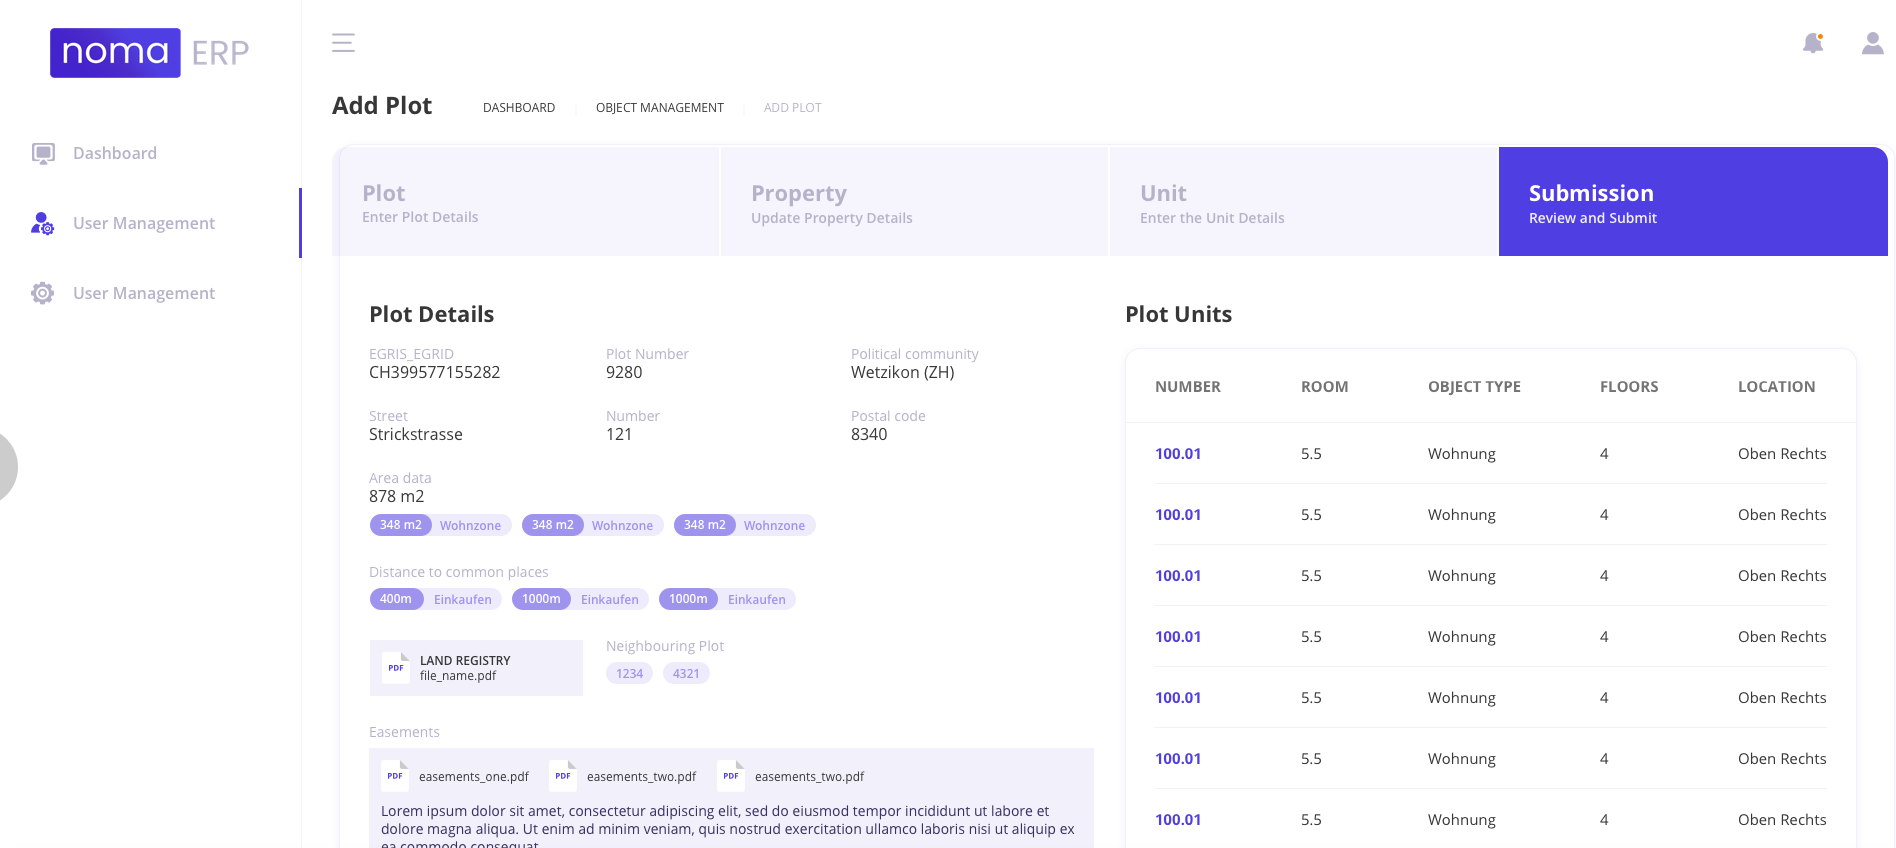 noma ERP
Dashboard
User Management
User Management
Add Plot
DASHBOARD | OBJECT MANAGEMENT | ADD PLOT
Plot
Enter Plot Details
Property
Update Property Details
Unit
Enter the Unit Details
Submission
Review and Submit
Plot Details
EGRIS_EGRID
CH399577155282
Plot Number
9280
Political community
Wetzikon (ZH)
Street
Strickstrasse
Number
121
Postal code
8340
Area data
878 m2
348 m2 Wohnzone 348 m2 Wohnzone 348 m2 Wohnzone
Distance to common places
400m Einkaufen 1000m Einkaufen 1000m Einkaufen
PDF
LAND REGISTRY
file_name.pdf
Neighbouring Plot
1234 4321
Easements
PDF easements_one.pdf PDF easements_two.pdf PDF easements_two.pdf
Lorem ipsum dolor sit amet, consectetur adipiscing elit, sed do eiusmod tempor incididunt ut labore et
dolore magna aliqua. Ut enim ad minim veniam, quis nostrud exercitation ullamco laboris nisi ut aliquip ex
ea commodo consequat
Plot Units
NUMBER ROOM OBJECT TYPE FLOORS LOCATION
100.01 5.5 Wohnung 4 Oben Rechts
100.01 5.5 Wohnung 4 Oben Rechts
100.01 5.5 Wohnung 4 Oben Rechts
100.01 5.5 Wohnung 4 Oben Rechts
100.01 5.5 Wohnung 4 Oben Rechts
100.01 5.5 Wohnung 4 Oben Rechts
100.01 5.5 Wohnung 4 Oben Rechts